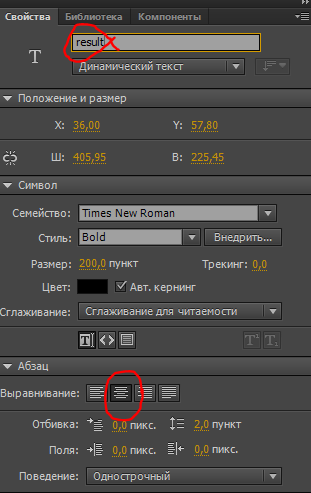 Свойства Библиотека Компоненты
T
result
Динамический текст
Положение и размер
X: 36,00 Y: 57,80
Ш: 405,95 В: 225,45
Символ
Семейство: Times New Roman
Стиль: Bold Внедрить...
Размер: 200,0 пункт Трекинг: 0,0
Цвет: Авт. кернинг
Сглаживание: Сглаживание для читаемости
T T¹ T₁
Абзац
Выравнивание:
Отбивка: 0,0 пикс. 2,0 пункт
Поля: 0,0 пикс. 0,0 пикс.
Поведение: Однострочный